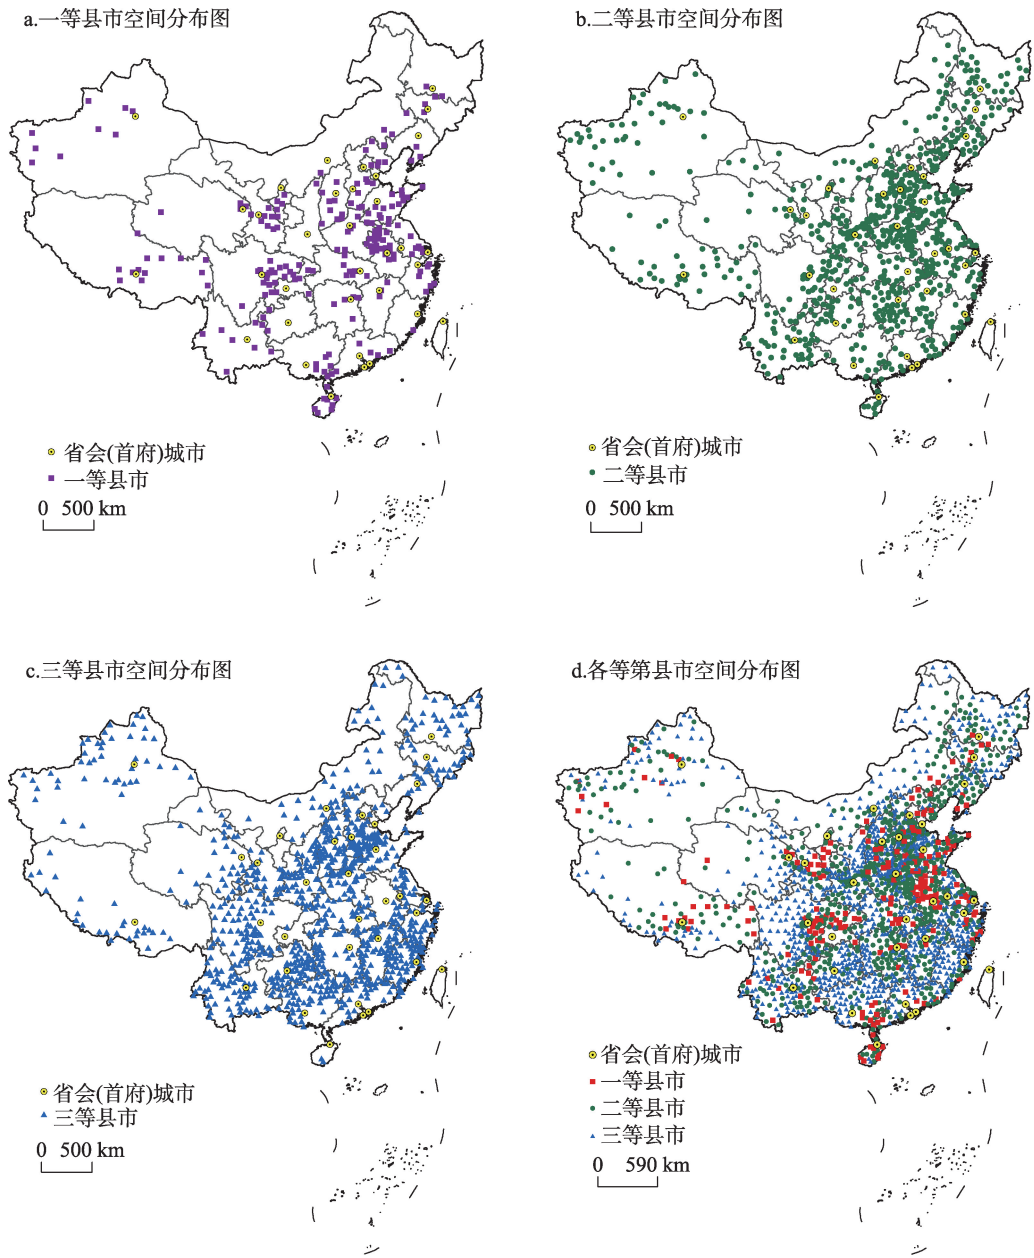 a.一等县市空间分布图
省会(首府)城市
一等县市
0 500 km
b.二等县市空间分布图
省会(首府)城市
二等县市
0 500 km
c.三等县市空间分布图
省会(首府)城市
三等县市
0 500 km
d.各等第县市空间分布图
省会(首府)城市
一等县市
二等县市
三等县市
0 590 km